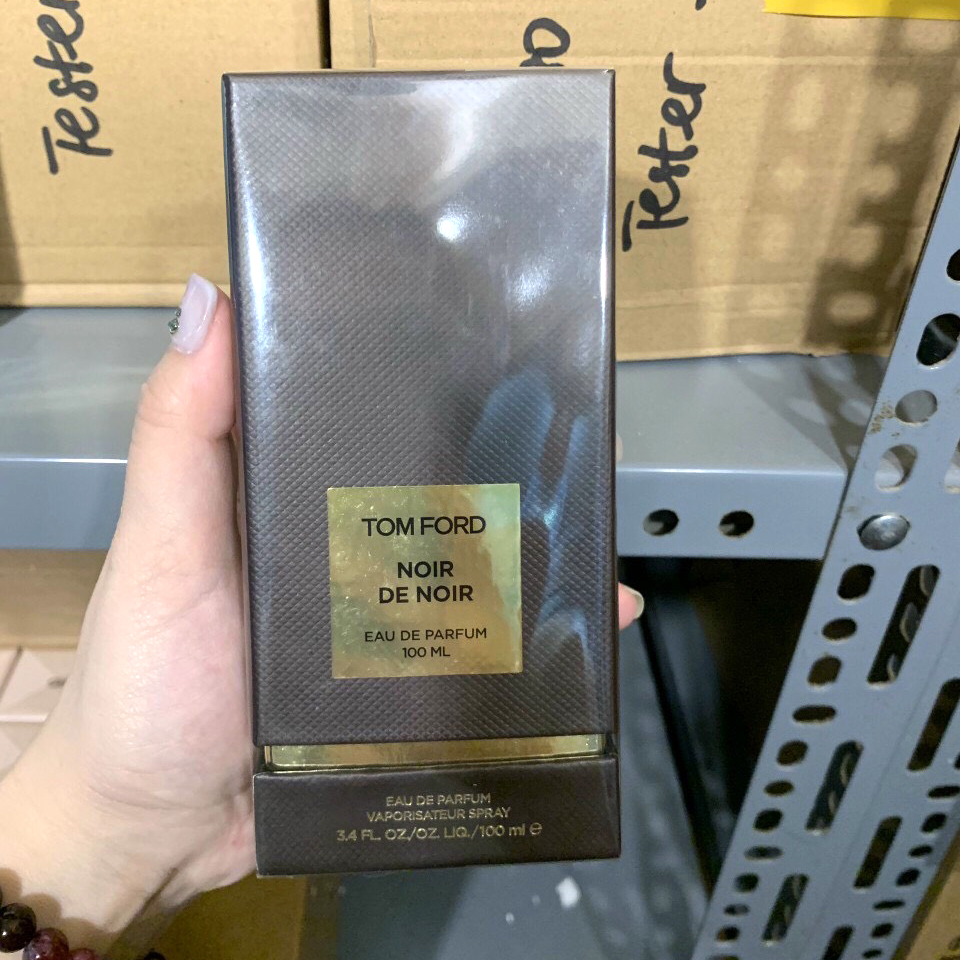 Tester
Tester
TOM FORD
NOIR
DE NOIR
EAU DE PARFUM
100 ML
EAU DE PARFUM
VAPORISATEUR SPRAY
3.4 FL. OZ./OZ. LIQ./100 ml ℮